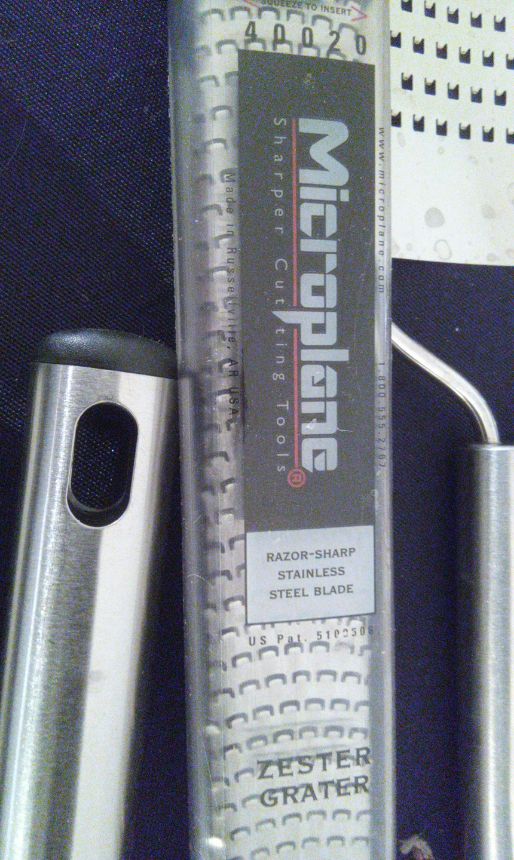 SQUEEZE TO INSERT
40020
www.microplane.com
Microplane
Sharper Cutting Tools®
Made in Russellville, AR USA
RAZOR-SHARP
STAINLESS
STEEL BLADE
US Pat.
ZESTER
GRATER